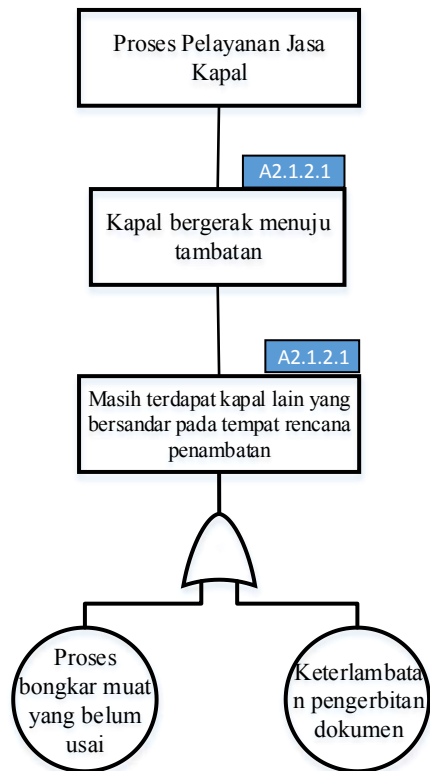 Proses Pelayanan Jasa
Kapal
A2.1.2.1
Kapal bergerak menuju
tambatan
A2.1.2.1
Masih terdapat kapal lain yang
bersandar pada tempat rencana
penambatan
Proses
bongkar muat
yang belum
usai
Keterlambata
n pengerbitan
dokumen